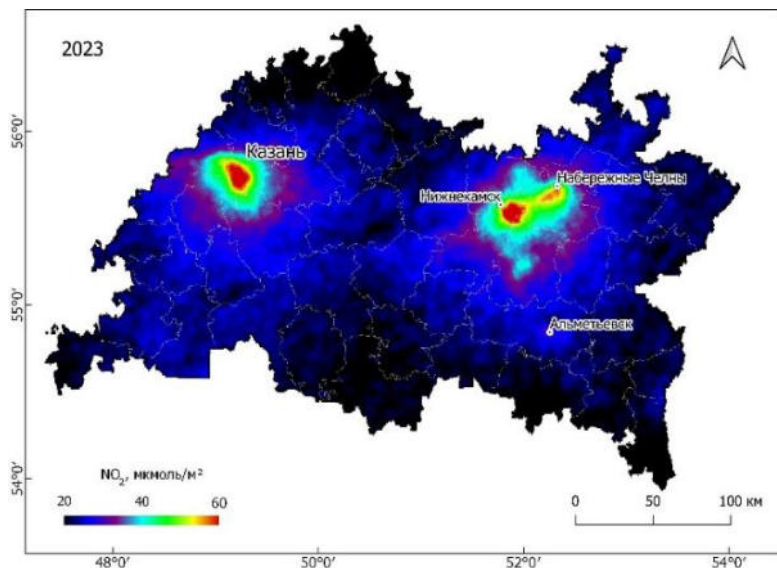 2023
56°0'
55°0'
54°0'
Казань
Набережные Челны
Нижнекамск
Альметьевск
NO₂, мкмоль/м²
20 40 60
0 50 100 км
48°0' 50°0' 52°0' 54°0'